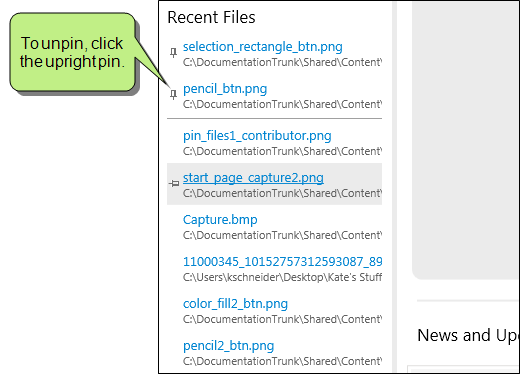 To unpin, click
the upright pin.
Recent Files
selection_rectangle_btn.png
C:\DocumentationTrunk\Shared\Content\
pencil_btn.png
C:\DocumentationTrunk\Shared\Content\
pin_files1_contributor.png
C:\DocumentationTrunk\Shared\Content\
start_page_capture2.png
C:\DocumentationTrunk\Shared\Content\
Capture.bmp
C:\DocumentationTrunk\Shared\Content\
11000345_10152757312593087_89
C:\Users\kschneider\Desktop\Kate's Stuff
color_fill2_btn.png
C:\DocumentationTrunk\Shared\Content\
pencil2_btn.png
C:\DocumentationTrunk\Shared\Content\
News and Upd